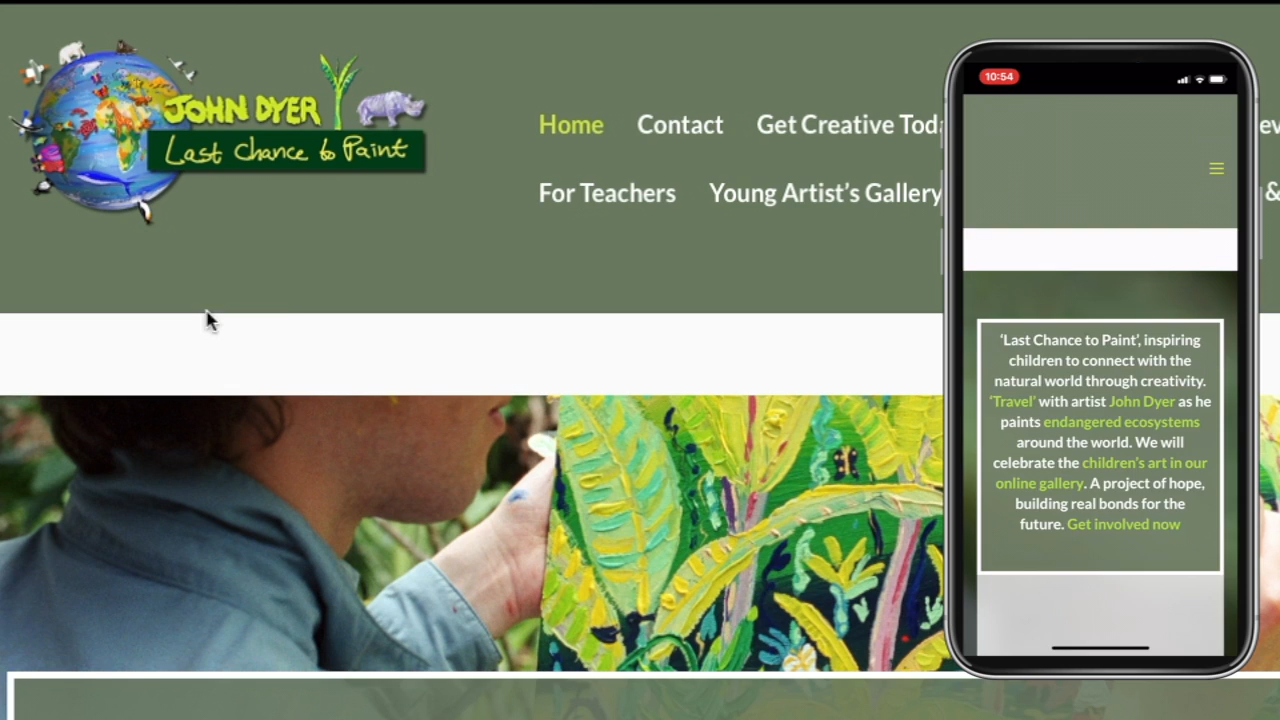 JOHN DYER
Last Chance to Paint
Home Contact Get Creative Toda
For Teachers Young Artist’s Gallery &
10:54
‘Last Chance to Paint’, inspiring
children to connect with the
natural world through creativity.
‘Travel’ with artist John Dyer as he
paints endangered ecosystems
around the world. We will
celebrate the children’s art in our
online gallery. A project of hope,
building real bonds for the
future. Get involved now